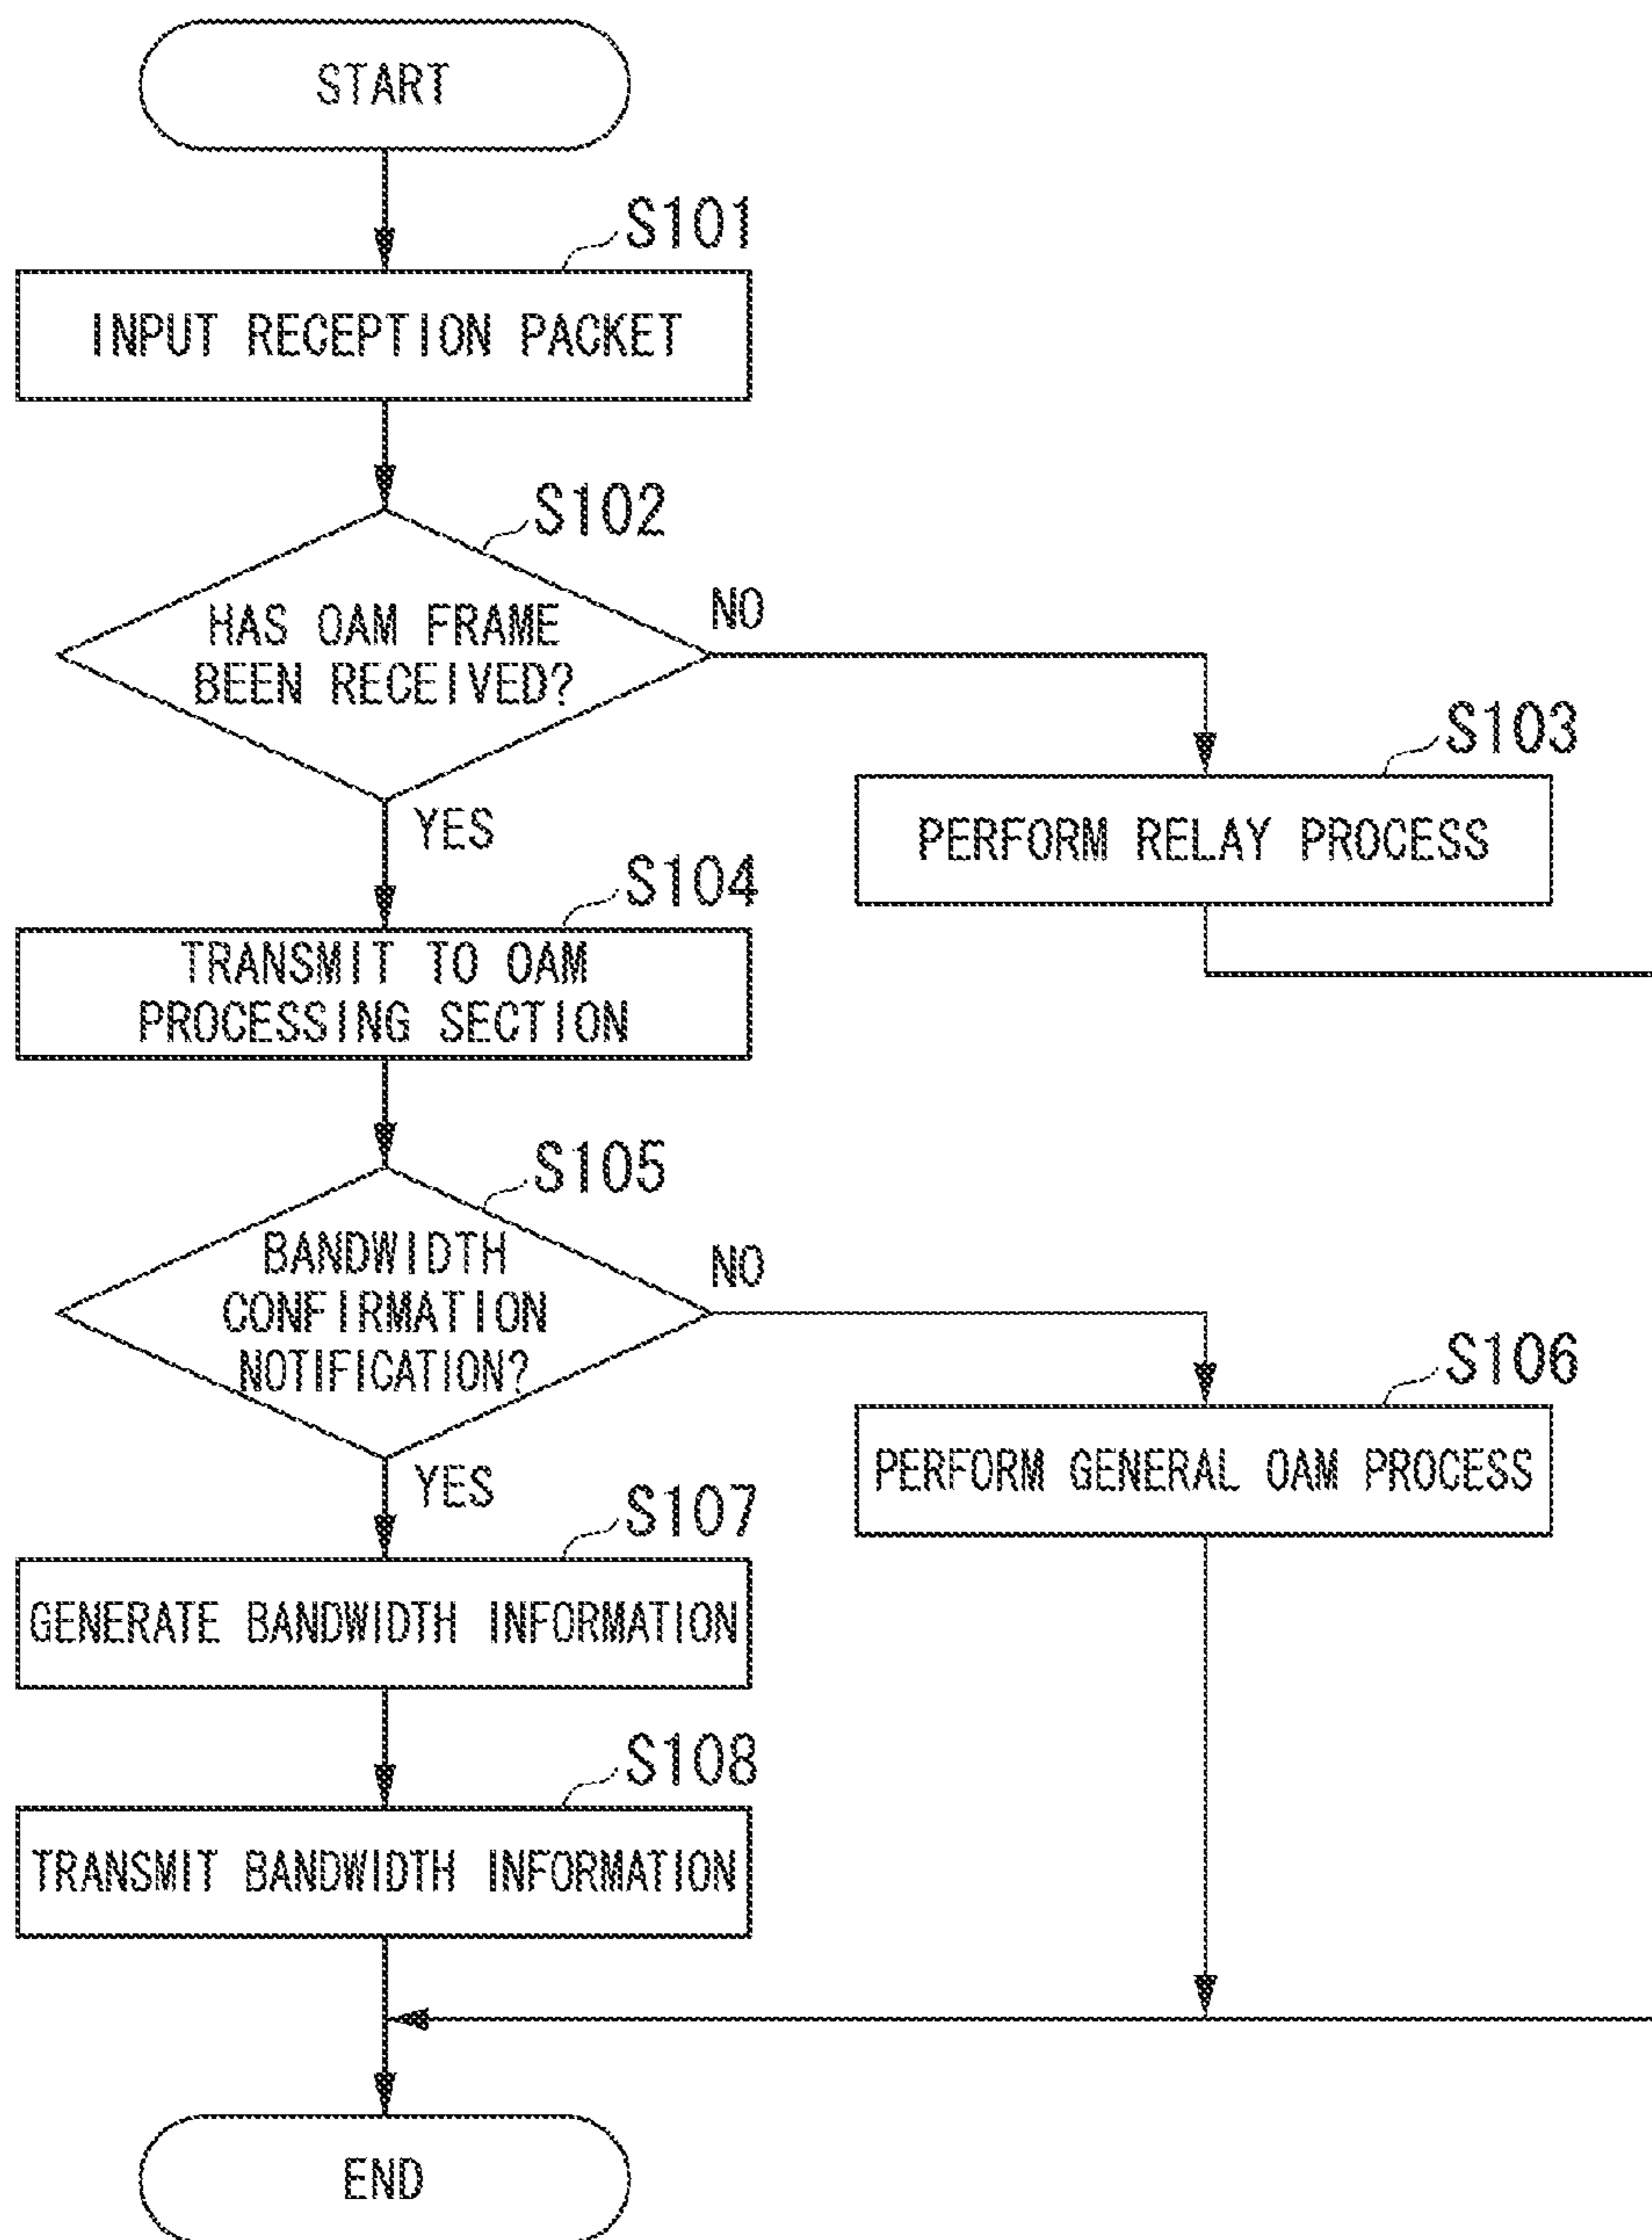 START
S101
INPUT RECEPTION PACKET
S102
HAS OAM FRAME
BEEN RECEIVED?
NO
YES
S103
PERFORM RELAY PROCESS
S104
TRANSMIT TO OAM
PROCESSING SECTION
S105
BANDWIDTH
CONFIRMATION
NOTIFICATION?
NO
YES
S106
PERFORM GENERAL OAM PROCESS
S107
GENERATE BANDWIDTH INFORMATION
S108
TRANSMIT BANDWIDTH INFORMATION
END